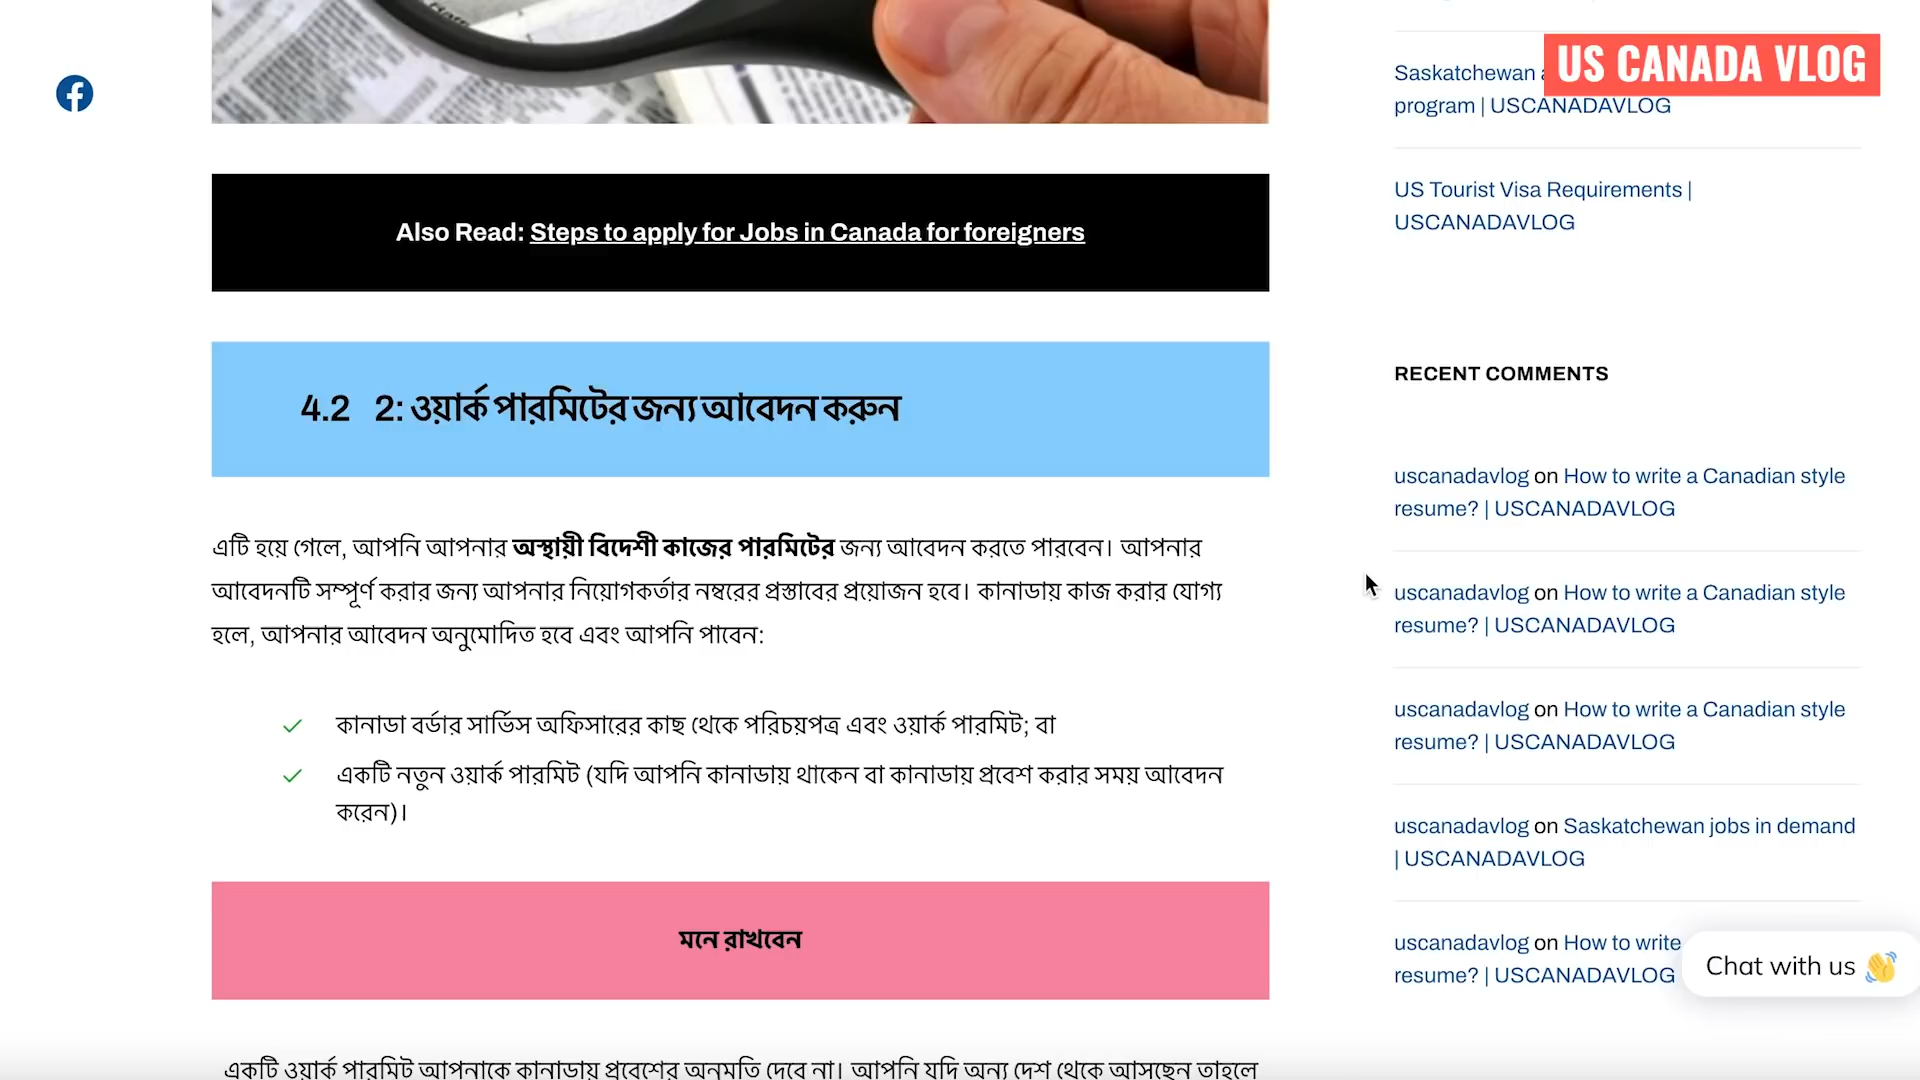 US CANADA VLOG
Saskatchewan
program | USCANADAVLOG
US Tourist Visa Requirements |
USCANADAVLOG
Also Read: Steps to apply for Jobs in Canada for foreigners
4.2 2: ওয়ার্ক পারমিটের জন্য আবেদন করুন
এটি হয়ে গেলে, আপনি আপনার অস্থায়ী বিদেশী কাজের পারমিটের জন্য আবেদন করতে পারবেন। আপনার
আবেদনটি সম্পূর্ণ করার জন্য আপনার নিয়োগকর্তার নম্বরের প্রস্তাবের প্রয়োজন হবে। কানাডায় কাজ করার যোগ্য
হলে, আপনার আবেদন অনুমোদিত হবে এবং আপনি পাবেন:
কানাডা বর্ডার সার্ভিস অফিসারের কাছ থেকে পরিচয়পত্র এবং ওয়ার্ক পারমিট; বা
একটি নতুন ওয়ার্ক পারমিট (যদি আপনি কানাডায় থাকেন বা কানাডায় প্রবেশ করার সময় আবেদন
করেন)।
মনে রাখবেন
একটি ওয়ার্ক পারমিট আপনাকে কানাডায় প্রবেশের অনুমতি দেবে না। আপনি যদি অন্য দেশ থেকে আসছেন তাহলে
RECENT COMMENTS
uscanadavlog on How to write a Canadian style
resume? | USCANADAVLOG
uscanadavlog on How to write a Canadian style
resume? | USCANADAVLOG
uscanadavlog on How to write a Canadian style
resume? | USCANADAVLOG
uscanadavlog on Saskatchewan jobs in demand
| USCANADAVLOG
uscanadavlog on How to write
resume? | USCANADAVLOG
Chat with us